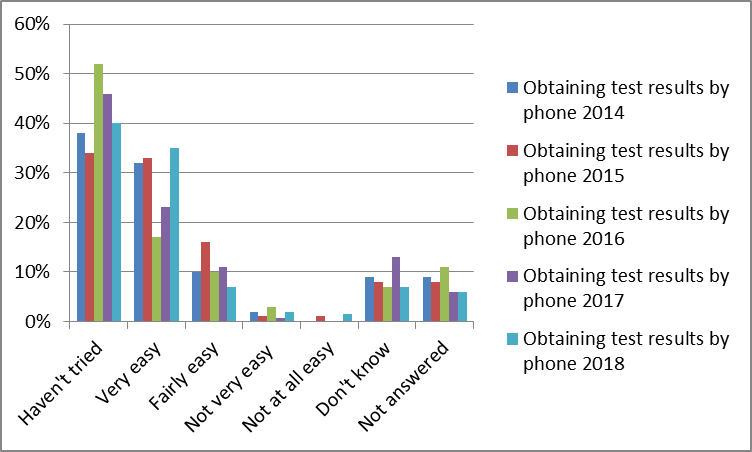 60%
50%
40%
30%
20%
10%
0%
Haven't tried
Very easy
Fairly easy
Not very easy
Not at all easy
Don't know
Not answered
Obtaining test results by
phone 2014
Obtaining test results by
phone 2015
Obtaining test results by
phone 2016
Obtaining test results by
phone 2017
Obtaining test results by
phone 2018